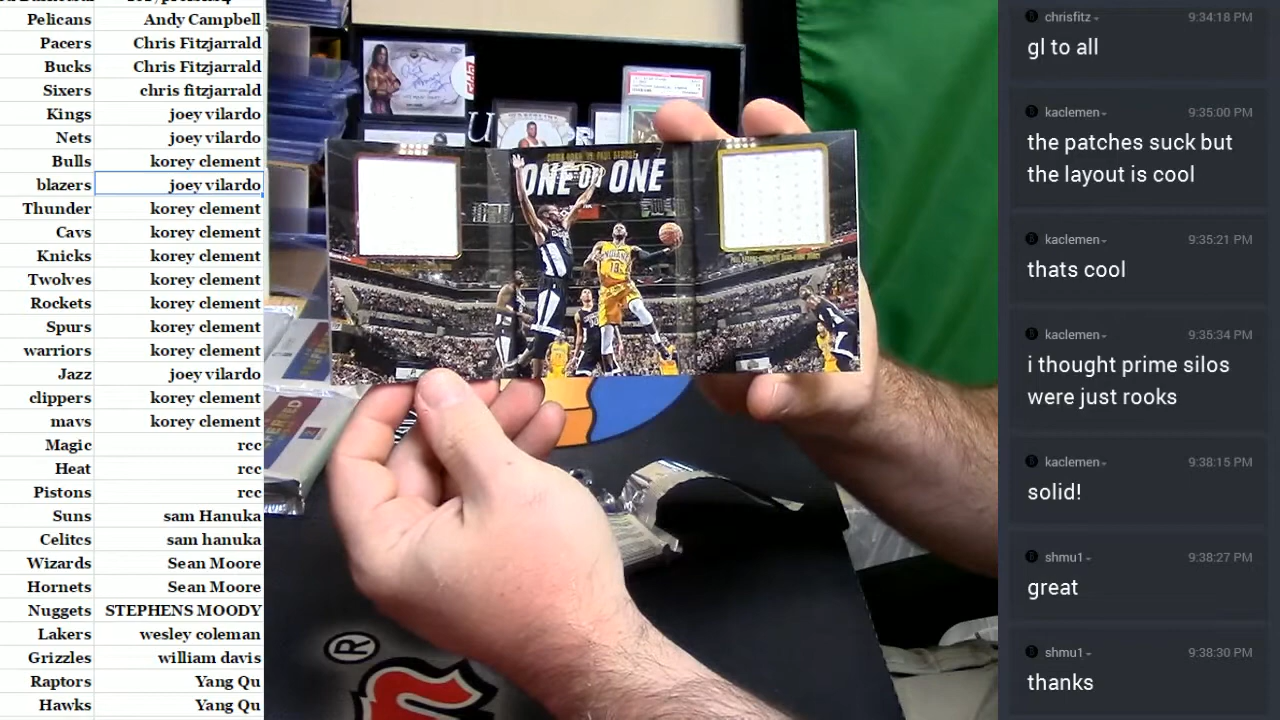 Pelicans Andy Campbell
Pacers Chris Fitzjarrald
Bucks Chris Fitzjarrald
Sixers chris fitzjarrald
Kings joey vilardo
Nets joey vilardo
Bulls korey clement
blazers joey vilardo
Thunder korey clement
Cavs korey clement
Knicks korey clement
Twolves korey clement
Rockets korey clement
Spurs korey clement
warriors korey clement
Jazz joey vilardo
clippers korey clement
mavs korey clement
Magic rcc
Heat rcc
Pistons rcc
Suns sam Hanuka
Celitcs sam hanuka
Wizards Sean Moore
Hornets Sean Moore
Nuggets STEPHENS MOODY
Lakers wesley coleman
Grizzles william davis
Raptors Yang Qu
Hawks Yang Qu
ONE on ONE
INDIANA
13
®
chrisfitz 9:34:18 PM
gl to all
kaclemen 9:35:00 PM
the patches suck but
the layout is cool
kaclemen 9:35:21 PM
thats cool
kaclemen 9:35:34 PM
i thought prime silos
were just rooks
kaclemen 9:38:15 PM
solid!
shmu1 9:38:27 PM
great
shmu1 9:38:30 PM
thanks